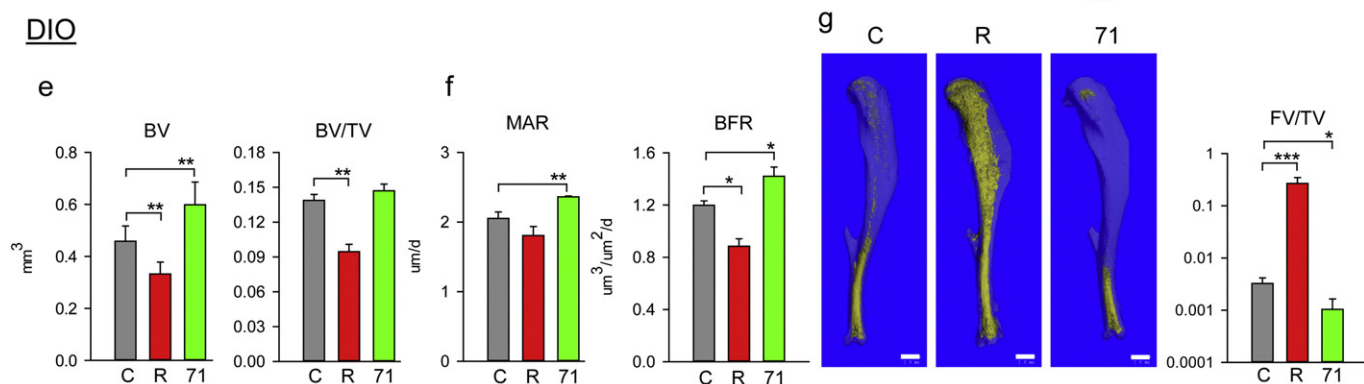 DIO
e
BV
mm³
0.8
0.6
0.4
0.2
0.0
**
**
C R 71
BV/TV
0.18
0.15
0.12
0.09
0.06
0.03
0.00
**
C R 71
f
MAR
um/d
3
2
1
0
**
C R 71
BFR
um³/um²/d
1.6
1.2
0.8
0.4
0.0
*
*
C R 71
g
C R 71
FV/TV
1
0.1
0.01
0.001
0.0001
*
***
C R 71